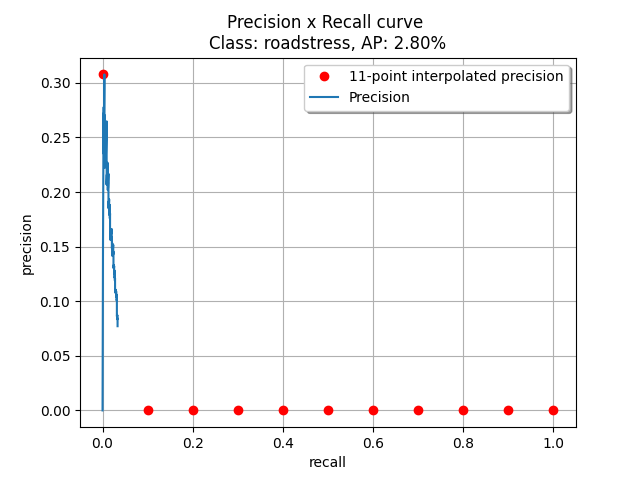 Precision x Recall curve
Class: roadstress, AP: 2.80%
11-point interpolated precision
Precision
0.30
0.25
0.20
0.15
0.10
0.05
0.00
precision
0.0 0.2 0.4 0.6 0.8 1.0
recall